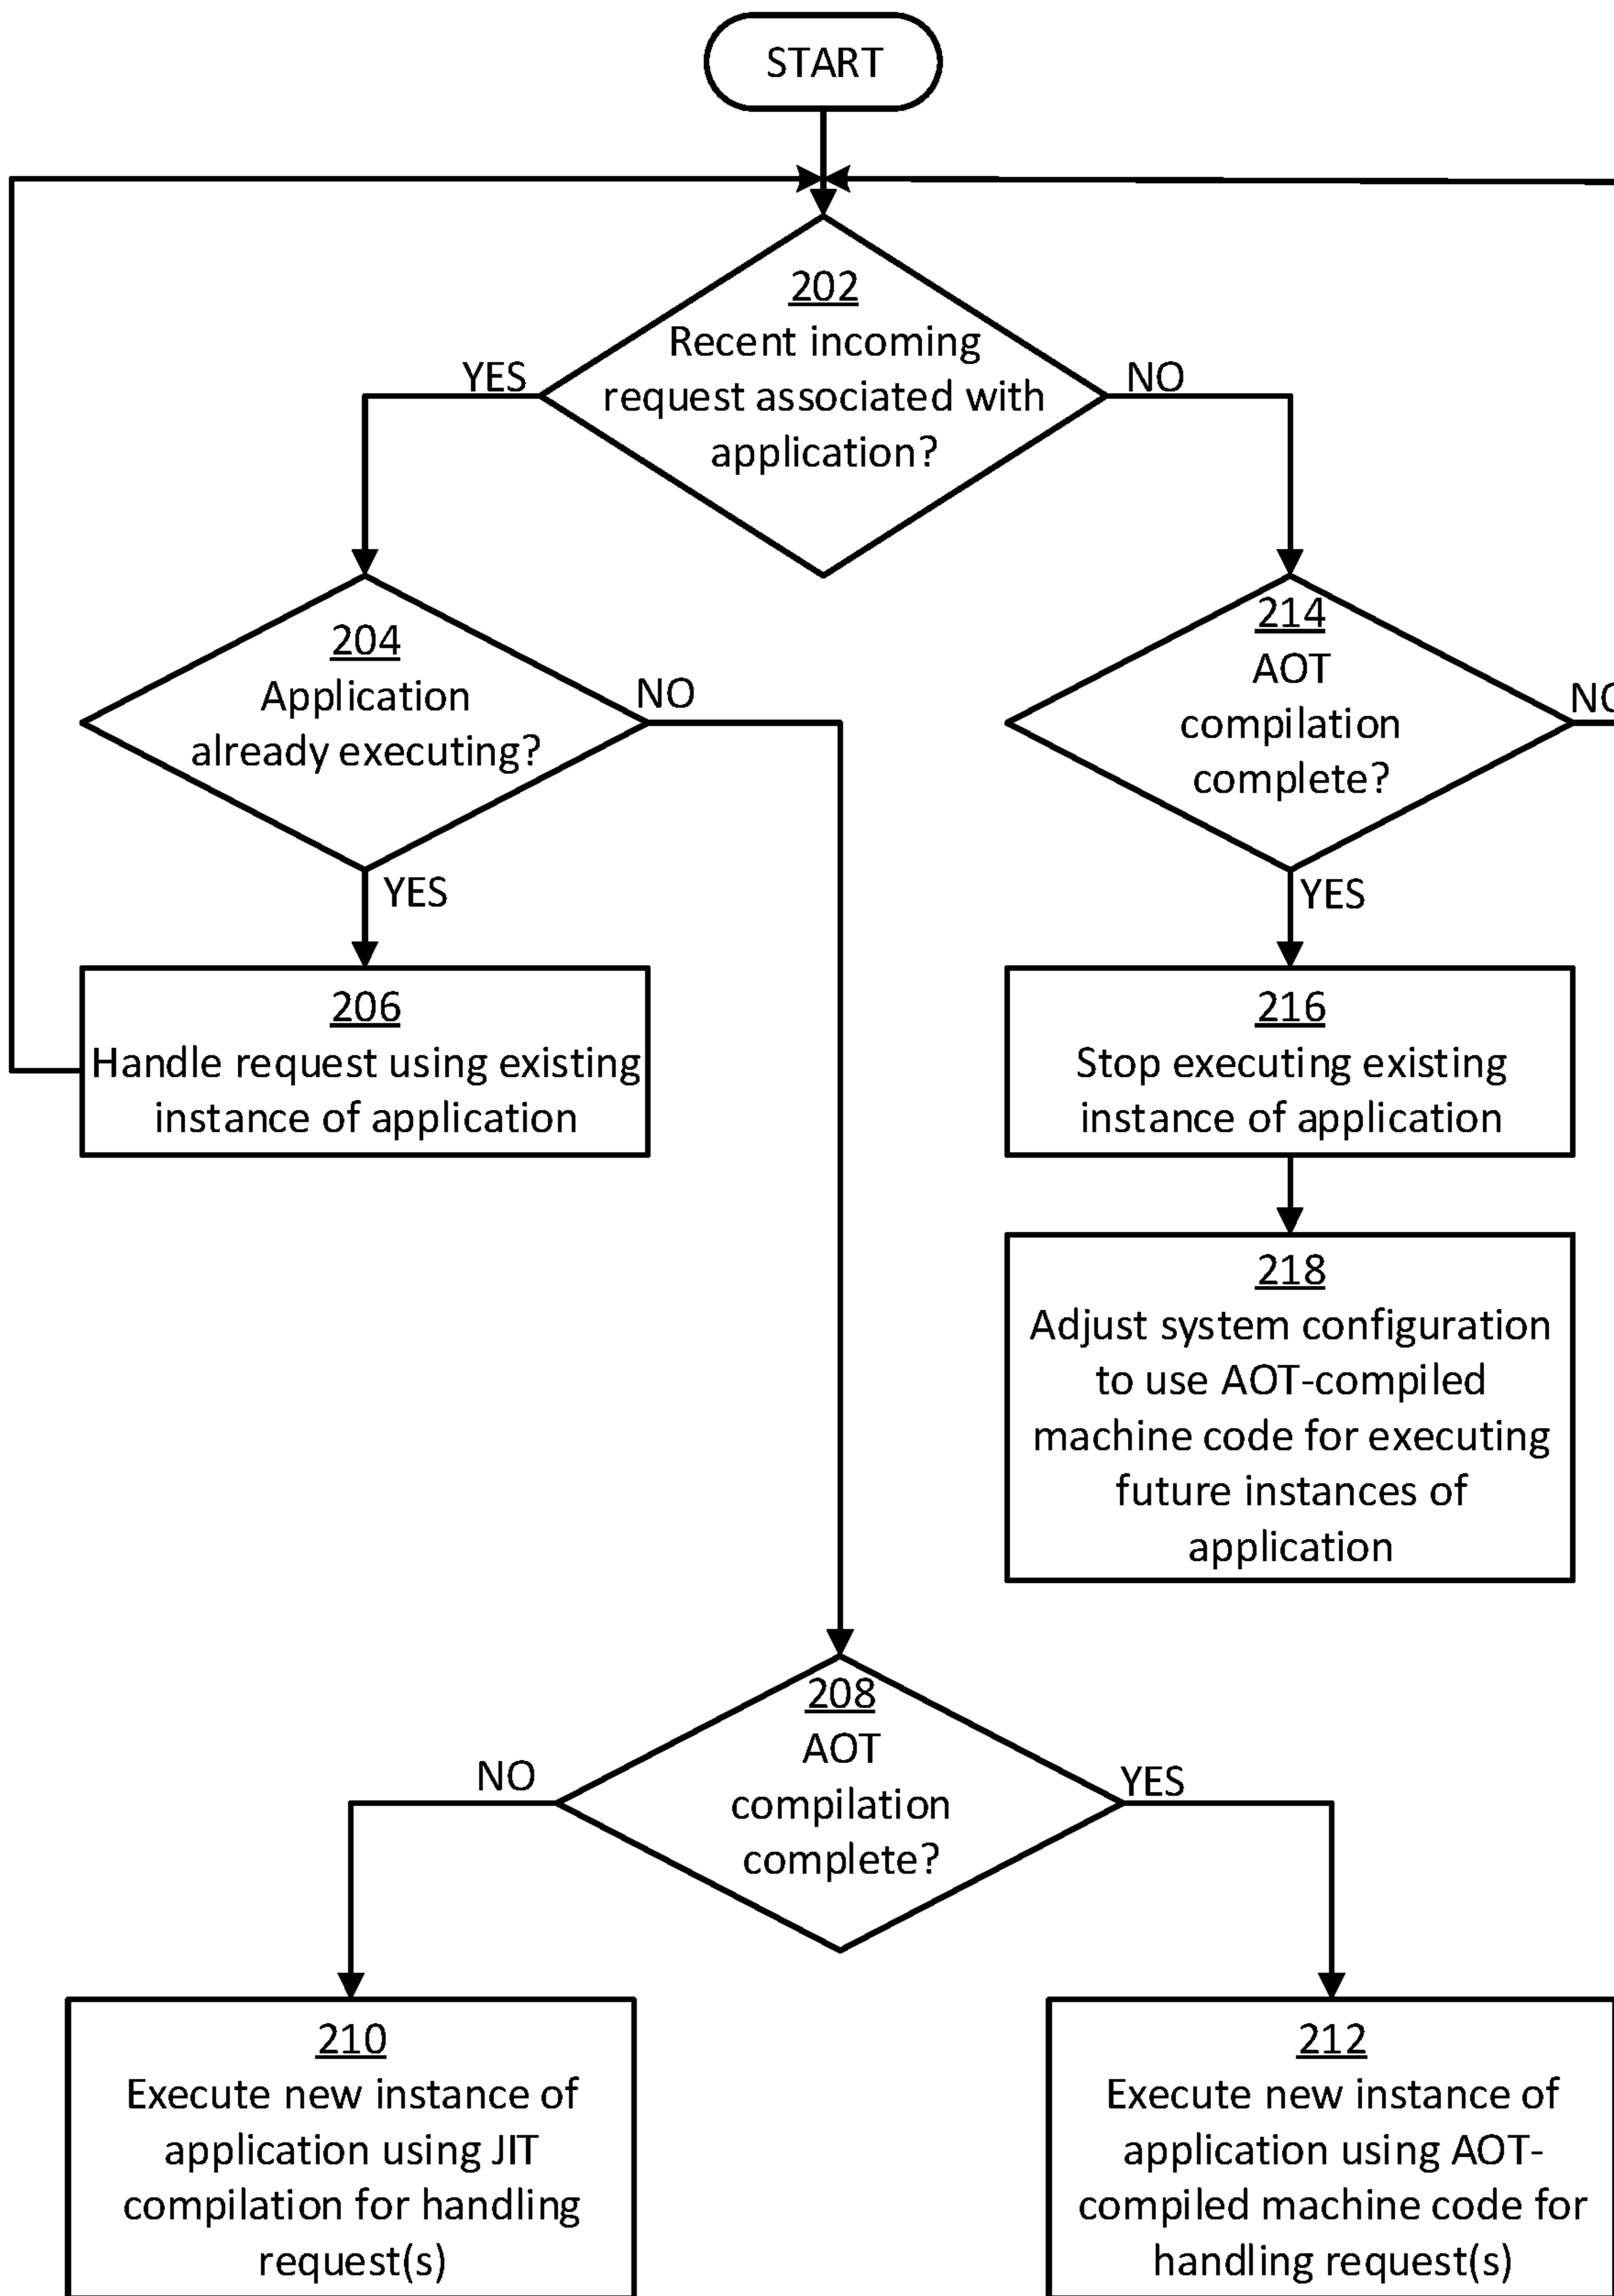 START
202
Recent incoming
request associated with
application?
YES
NO
204
Application
already executing?
NO
YES
214
AOT
compilation
complete?
YES
206
Handle request using existing
instance of application
216
Stop executing existing
instance of application
218
Adjust system configuration
to use AOT-compiled
machine code for executing
future instances of
application
208
AOT
compilation
complete?
NO
YES
210
Execute new instance of
application using JIT
compilation for handling
request(s)
212
Execute new instance of
application using AOT-
compiled machine code for
handling request(s)